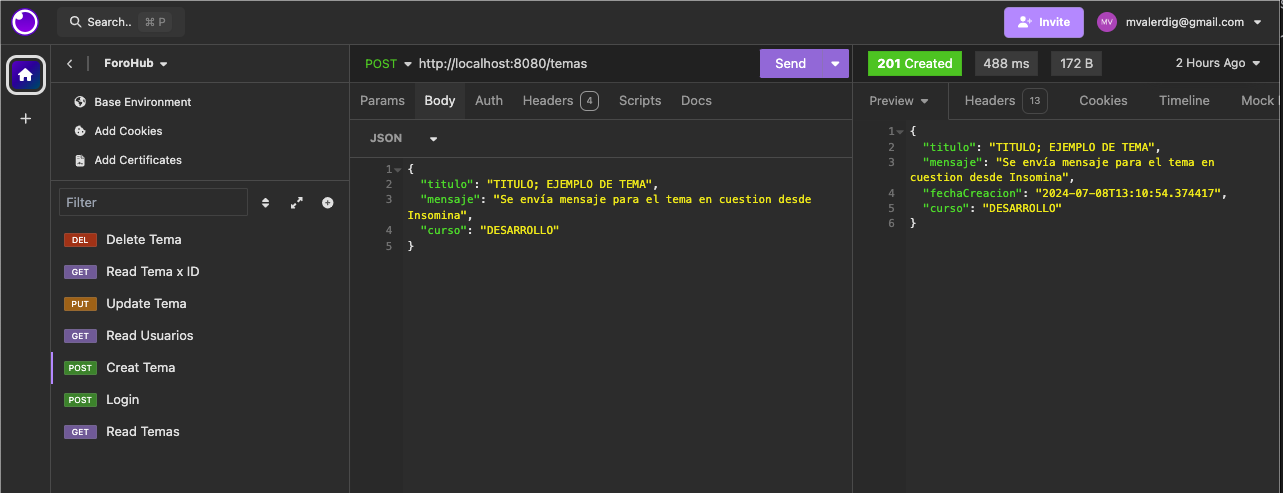 Search.. ⌘ P
Invite
MV mvalerdig@gmail.com
ForoHub
Base Environment
Add Cookies
Add Certificates
Filter
DEL Delete Tema
GET Read Tema x ID
PUT Update Tema
GET Read Usuarios
POST Creat Tema
POST Login
GET Read Temas
POST http://localhost:8080/temas
Send
Params Body Auth Headers 4 Scripts Docs
JSON
1 {
2 "titulo": "TITULO; EJEMPLO DE TEMA",
3 "mensaje": "Se envía mensaje para el tema en cuestion desde
Insomina",
4 "curso": "DESARROLLO"
5 }
201 Created 488 ms 172 B 2 Hours Ago
Preview Headers 13 Cookies Timeline Mock
1 {
2 "titulo": "TITULO; EJEMPLO DE TEMA",
3 "mensaje": "Se envía mensaje para el tema en
cuestion desde Insomina",
4 "fechaCreacion": "2024-07-08T13:10:54.374417",
5 "curso": "DESARROLLO"
6 }